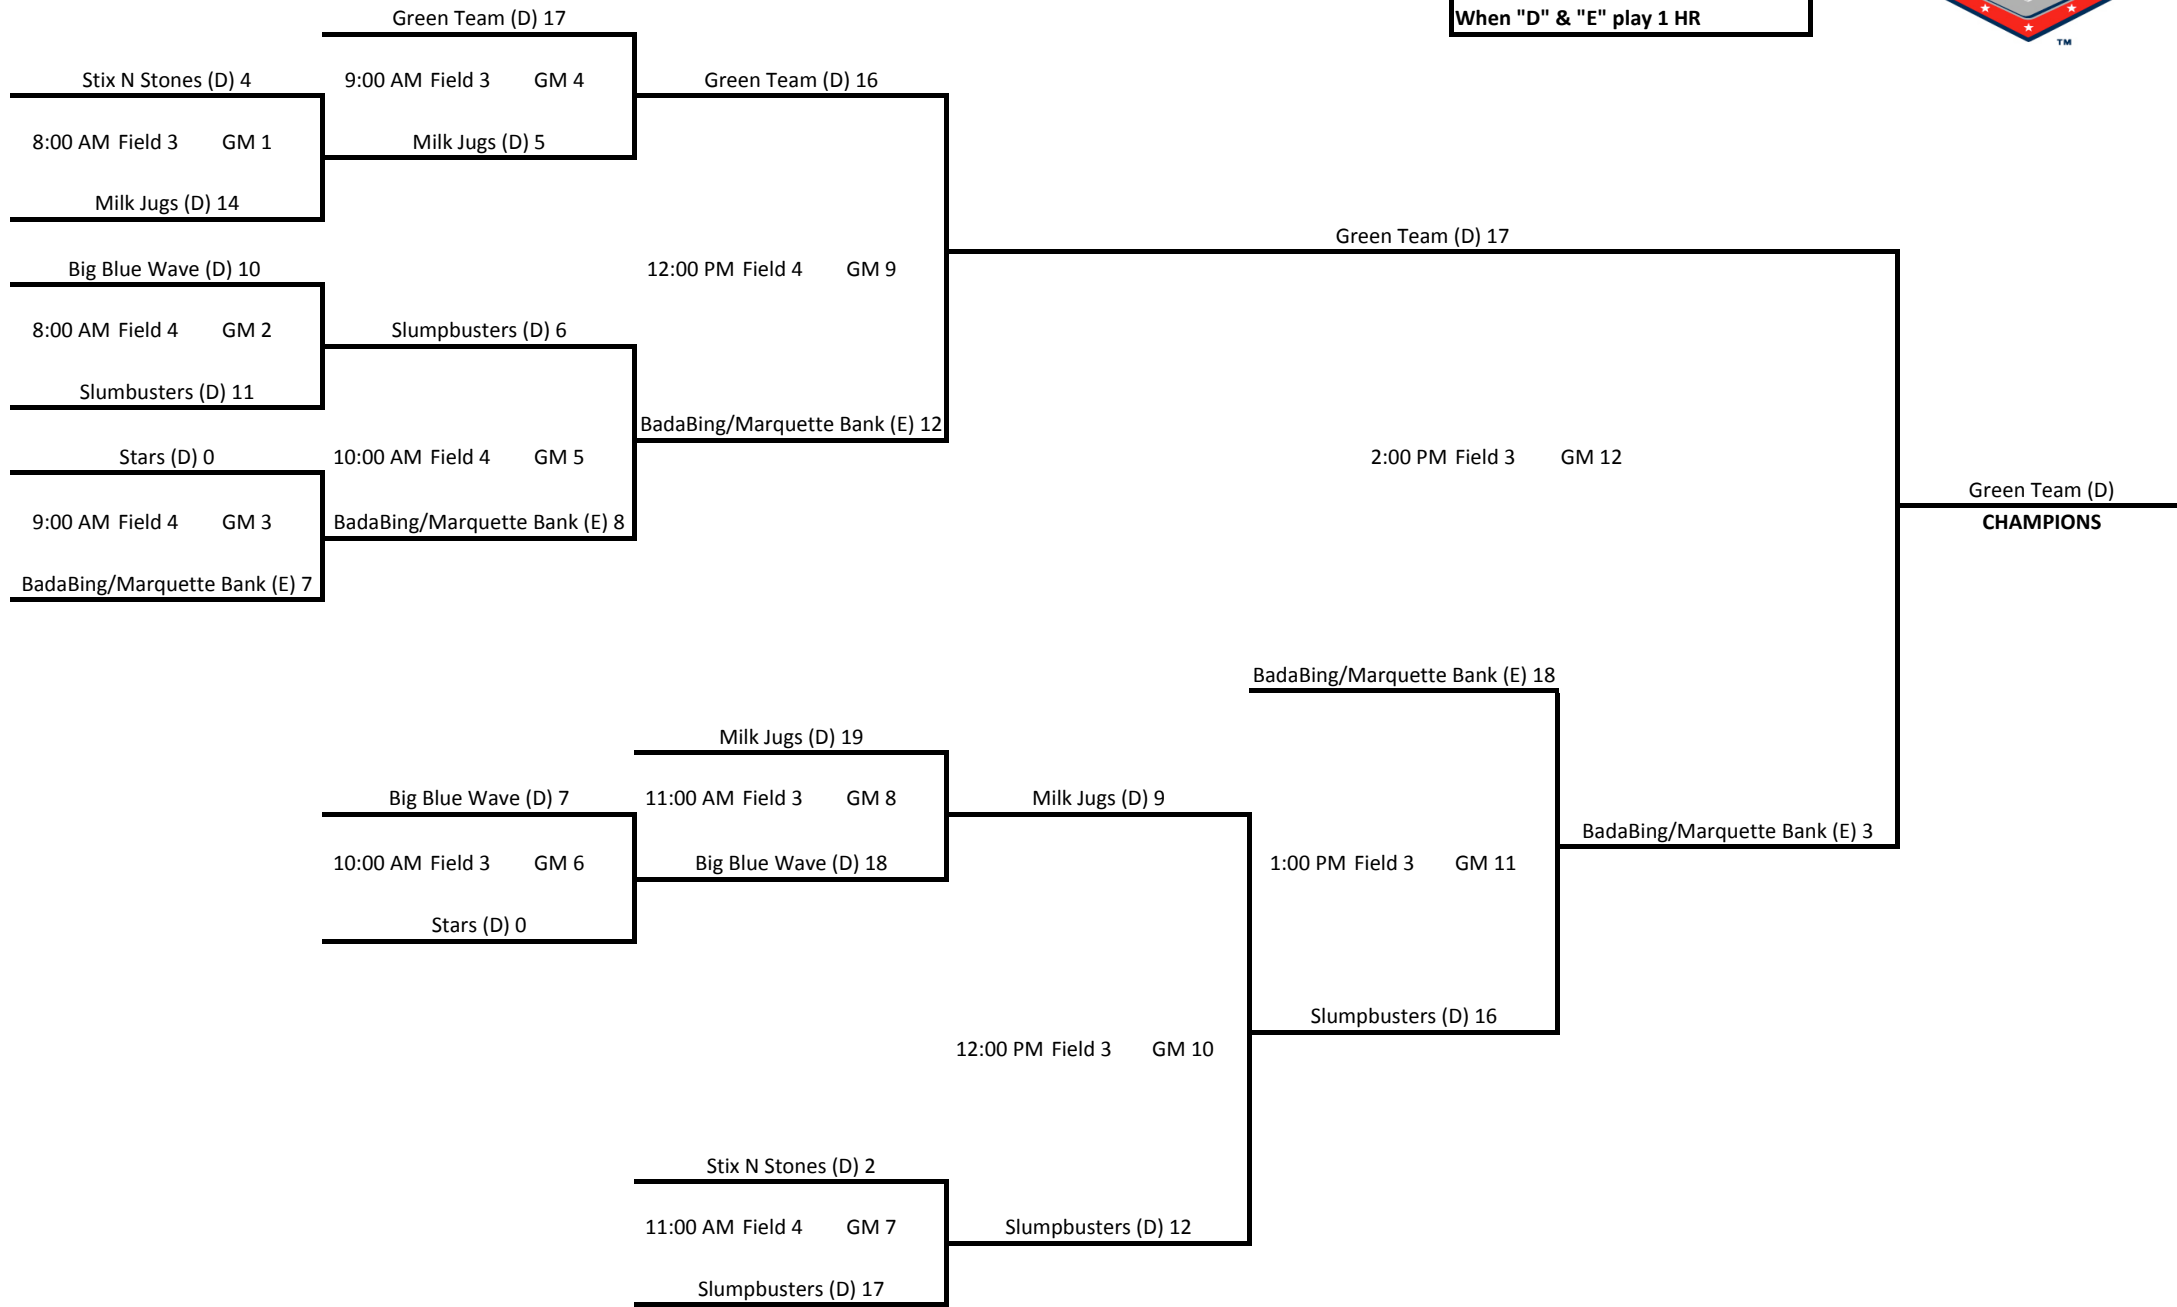 Green Team (D) 17
When "D" & "E" play 1 HR
TM
Stix N Stones (D) 4
9:00 AM Field 3 GM 4
Green Team (D) 16
8:00 AM Field 3 GM 1
Milk Jugs (D) 5
Milk Jugs (D) 14
Green Team (D) 17
Big Blue Wave (D) 10
12:00 PM Field 4 GM 9
8:00 AM Field 4 GM 2
Slumpbusters (D) 6
Slumbusters (D) 11
BadaBing/Marquette Bank (E) 12
Stars (D) 0
10:00 AM Field 4 GM 5
2:00 PM Field 3 GM 12
Green Team (D)
9:00 AM Field 4 GM 3
BadaBing/Marquette Bank (E) 8
CHAMPIONS
BadaBing/Marquette Bank (E) 7
BadaBing/Marquette Bank (E) 18
Milk Jugs (D) 19
Big Blue Wave (D) 7
11:00 AM Field 3 GM 8
Milk Jugs (D) 9
BadaBing/Marquette Bank (E) 3
10:00 AM Field 3 GM 6
Big Blue Wave (D) 18
1:00 PM Field 3 GM 11
Stars (D) 0
Slumpbusters (D) 16
12:00 PM Field 3 GM 10
Stix N Stones (D) 2
11:00 AM Field 4 GM 7
Slumpbusters (D) 12
Slumpbusters (D) 17